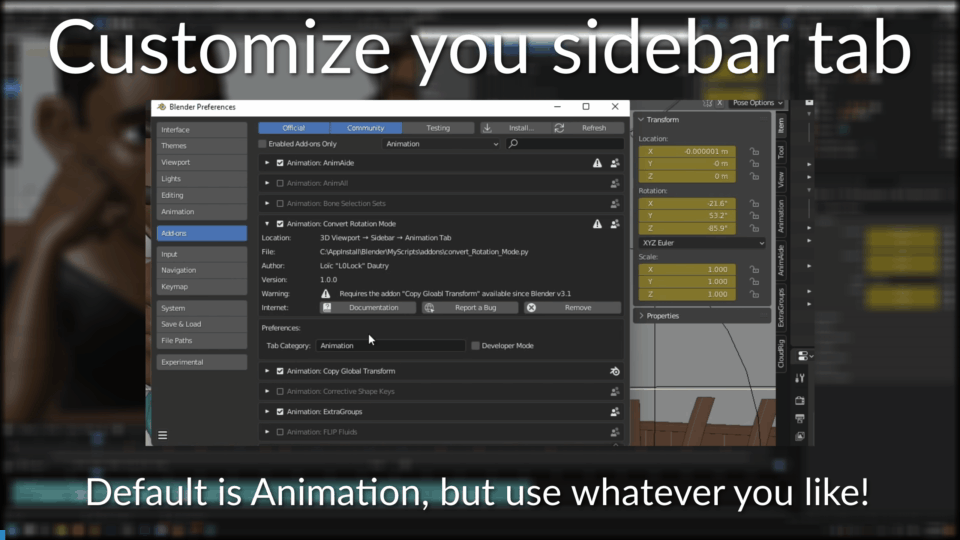 Customize you sidebar tab
Blender Preferences
Pose Options
Interface
Themes
Viewport
Lights
Editing
Animation
Add-ons
Input
Navigation
Keymap
System
Save & Load
File Paths
Experimental
Official Community Testing Install... Refresh
Enabled Add-ons Only Animation
Animation: AnimAide
Animation: AnimAll
Animation: Bone Selection Sets
Animation: Convert Rotation Mode
Location: 3D Viewport → Sidebar → Animation Tab
File: C:\AppInstall\Blender\MyScripts\addons\convert_Rotation_Mode.py
Author: Loïc "L0Lock" Dautry
Version: 1.0.0
Warning: Requires the addon "Copy Gloabl Transform" available since Blender v3.1
Internet: Documentation Report a Bug Remove
Preferences:
Tab Category: Animation Developer Mode
Animation: Copy Global Transform
Animation: Corrective Shape Keys
Animation: ExtraGroups
Animation: FLIP Fluids
Transform
Location:
X -0.000001 m
Y 0 m
Z 0 m
Rotation:
X -21.6°
Y 53.2°
Z -85.9°
XYZ Euler
Scale:
X 1.000
Y 1.000
Z 1.000
Properties
Item
Tool
View
Animation
AnimAide
ExtraGroups
CloudRig
Default is Animation, but use whatever you like!